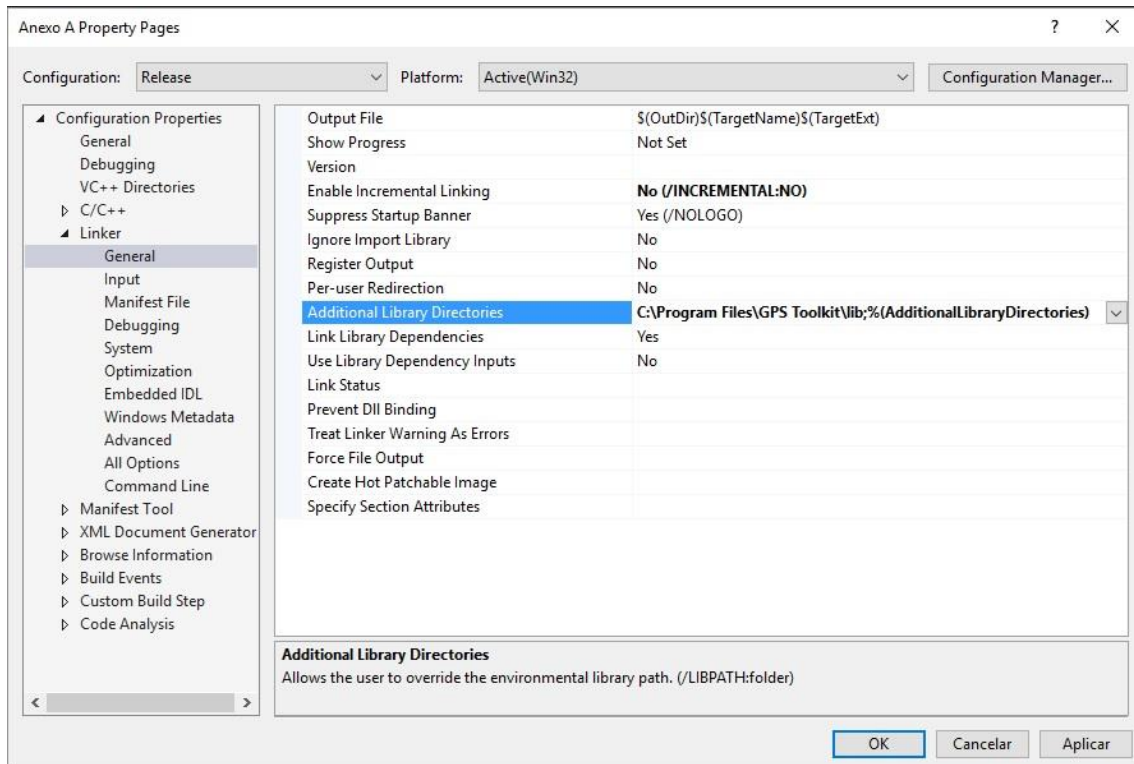 Anexo A Property Pages
?
Configuration: Release Platform: Active(Win32) Configuration Manager...
Configuration Properties
General
Debugging
VC++ Directories
C/C++
Linker
General
Input
Manifest File
Debugging
System
Optimization
Embedded IDL
Windows Metadata
Advanced
All Options
Command Line
Manifest Tool
XML Document Generator
Browse Information
Build Events
Custom Build Step
Code Analysis
Output File $(OutDir)$(TargetName)$(TargetExt)
Show Progress Not Set
Version
Enable Incremental Linking No (/INCREMENTAL:NO)
Suppress Startup Banner Yes (/NOLOGO)
Ignore Import Library No
Register Output No
Per-user Redirection No
Additional Library Directories C:\Program Files\GPS Toolkit\lib;%(AdditionalLibraryDirectories)
Link Library Dependencies Yes
Use Library Dependency Inputs No
Link Status
Prevent Dll Binding
Treat Linker Warning As Errors
Force File Output
Create Hot Patchable Image
Specify Section Attributes
Additional Library Directories
Allows the user to override the environmental library path. (/LIBPATH:folder)
OK Cancelar Aplicar